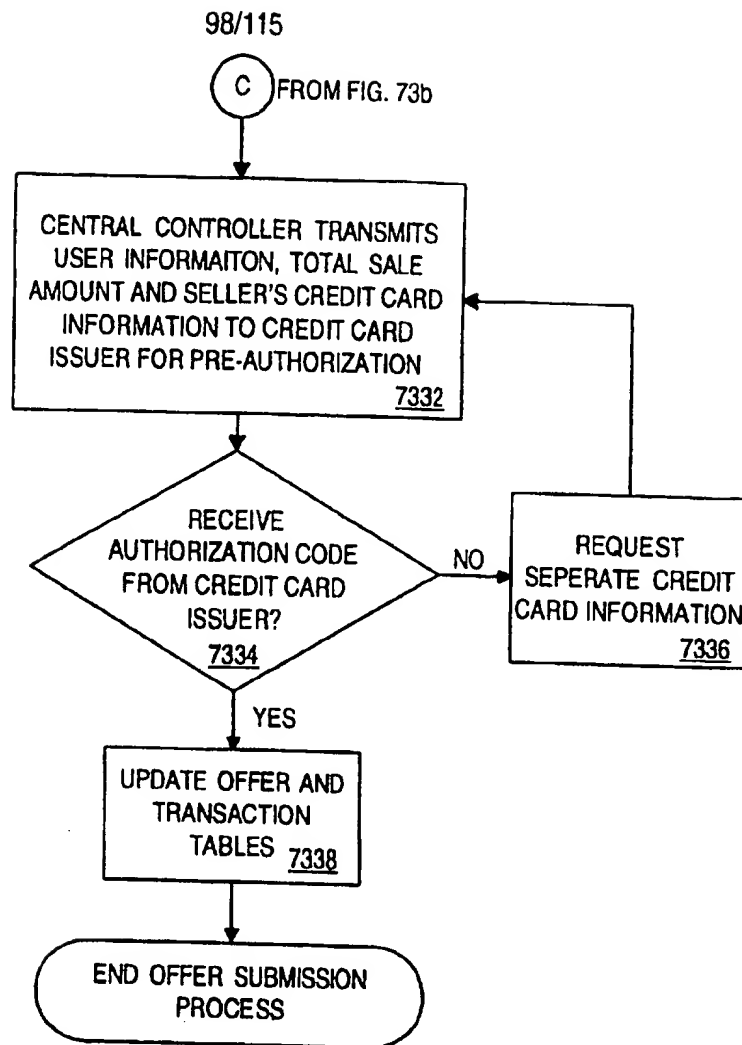 98/115
C FROM FIG. 73b
CENTRAL CONTROLLER TRANSMITS
USER INFORMAITON, TOTAL SALE
AMOUNT AND SELLER'S CREDIT CARD
INFORMATION TO CREDIT CARD
ISSUER FOR PRE-AUTHORIZATION
7332
RECEIVE
AUTHORIZATION CODE
FROM CREDIT CARD
ISSUER?
7334
NO
REQUEST
SEPERATE CREDIT
CARD INFORMATION
7336
YES
UPDATE OFFER AND
TRANSACTION
TABLES 7338
END OFFER SUBMISSION
PROCESS